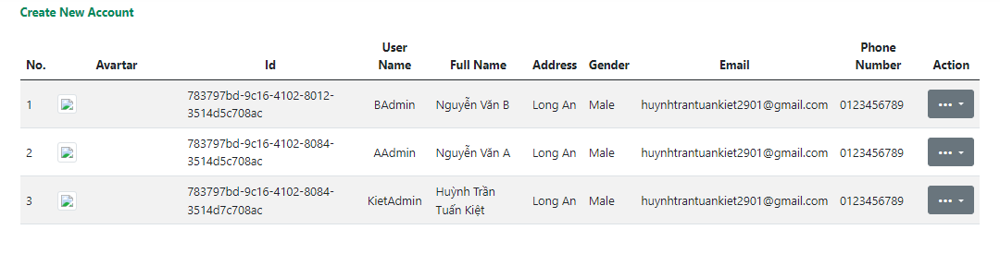 Create New Account
No. Avartar Id User Name Full Name Address Gender Email Phone Number Action
1 783797bd-9c16-4102-8012-3514d5c708ac BAdmin Nguyễn Văn B Long An Male huynhtrantuankiet2901@gmail.com 0123456789 •••
2 783797bd-9c16-4102-8084-3514d5c708ac AAdmin Nguyễn Văn A Long An Male huynhtrantuankiet2901@gmail.com 0123456789 •••
3 783797bd-9c16-4102-8084-3514d7c708ac KietAdmin Huỳnh Trần Tuấn Kiệt Long An Male huynhtrantuankiet2901@gmail.com 0123456789 •••